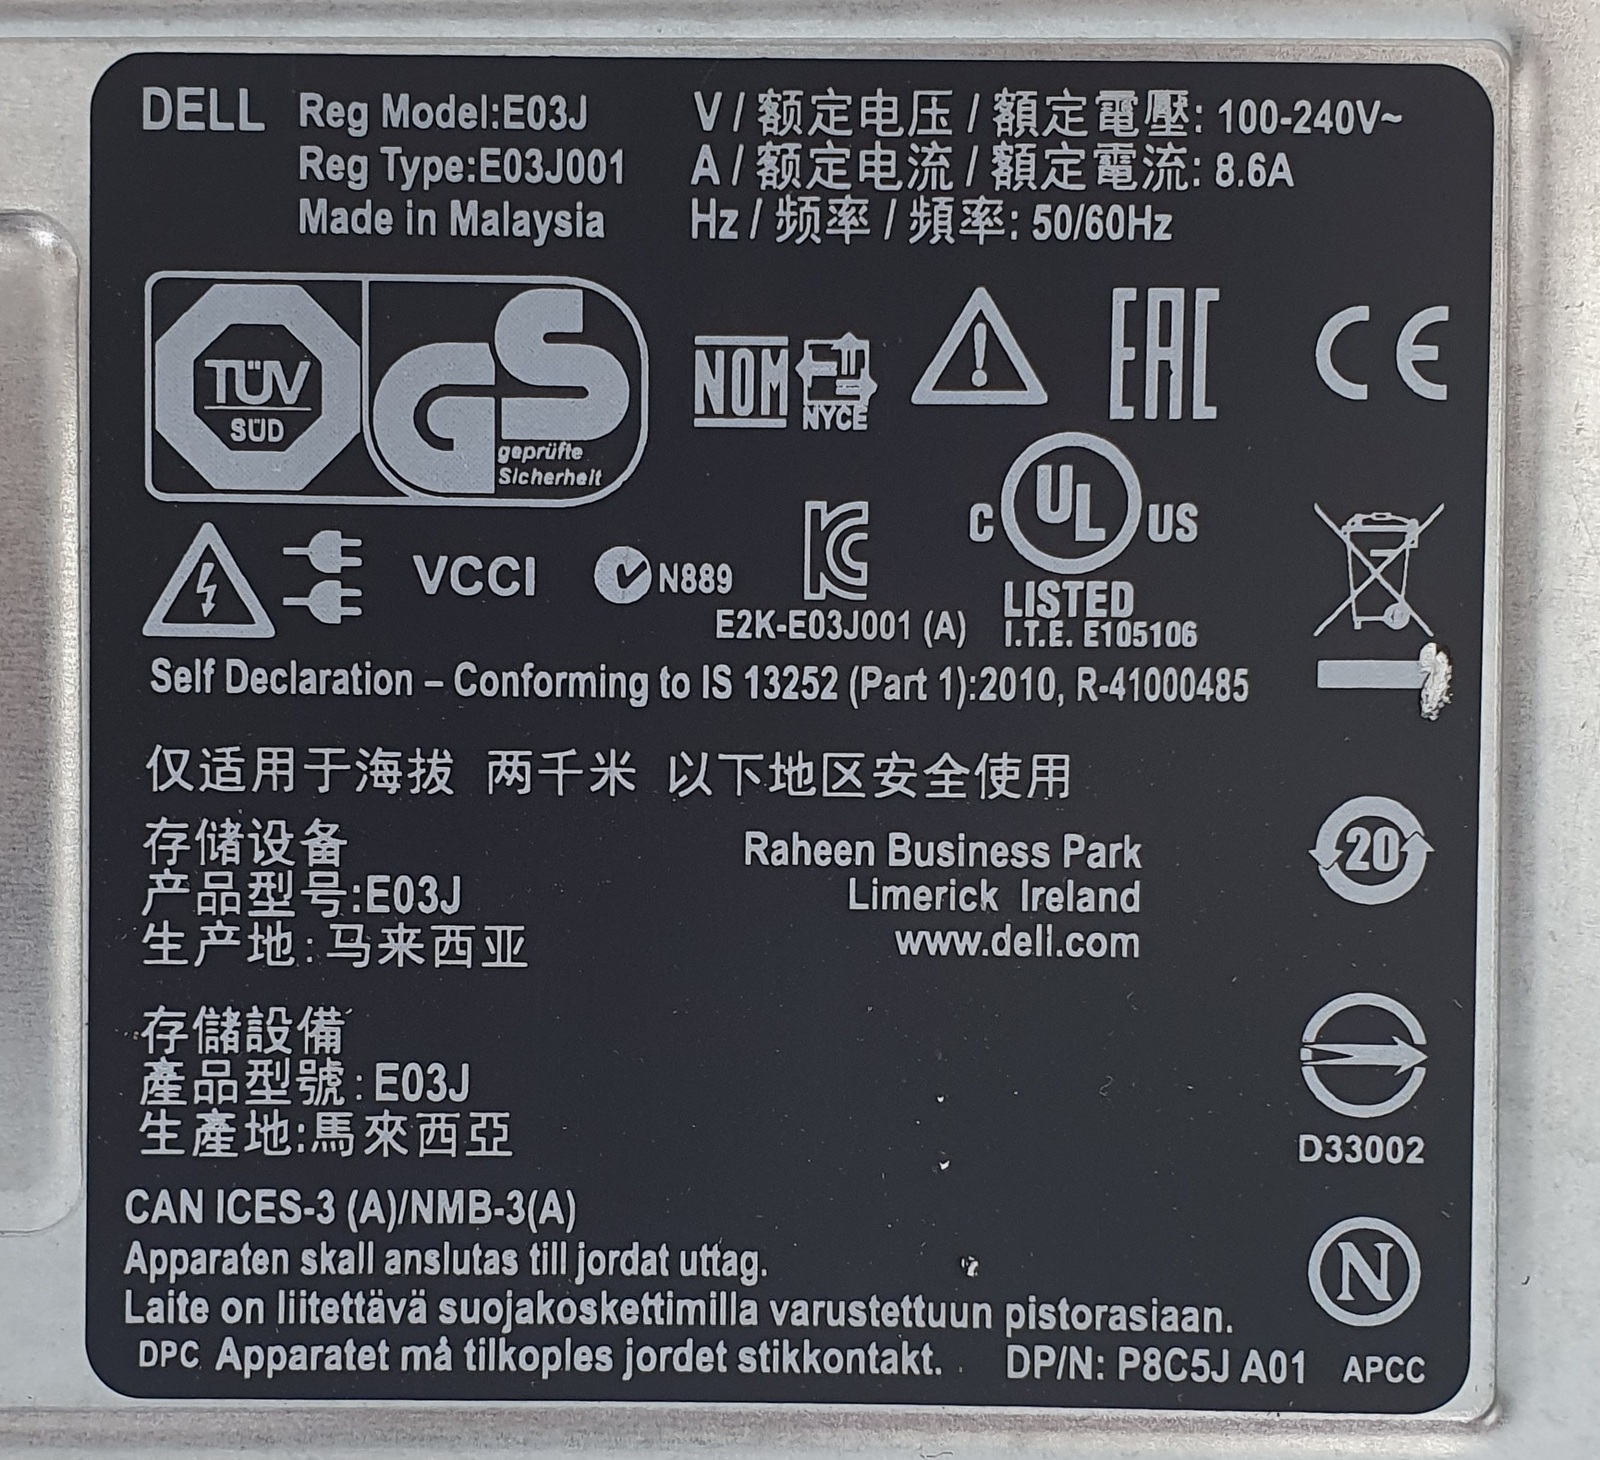 DELL Reg Model:E03J
Reg Type:E03J001
Made in Malaysia
V / 额定电压 / 額定電壓: 100-240V~
A / 额定电流 / 額定電流: 8.6A
Hz / 频率 / 頻率: 50/60Hz
TÜV
SÜD
GS
geprüfte
Sicherheit
NOM
NYCE
EAC
CE
C UL US
LISTED
I.T.E. E105106
VCCI
N889
KC
E2K-E03J001 (A)
Self Declaration – Conforming to IS 13252 (Part 1):2010, R-41000485
仅适用于海拔 两千米 以下地区安全使用
存储设备
产品型号:E03J
生产地:马来西亚
Raheen Business Park
Limerick Ireland
www.dell.com
20
存儲設備
產品型號:E03J
生產地:馬來西亞
D33002
CAN ICES-3 (A)/NMB-3(A)
Apparaten skall anslutas till jordat uttag.
Laite on liitettävä suojakoskettimilla varustettuun pistorasiaan.
N
DPC Apparatet må tilkoples jordet stikkontakt. DP/N: P8C5J A01 APCC